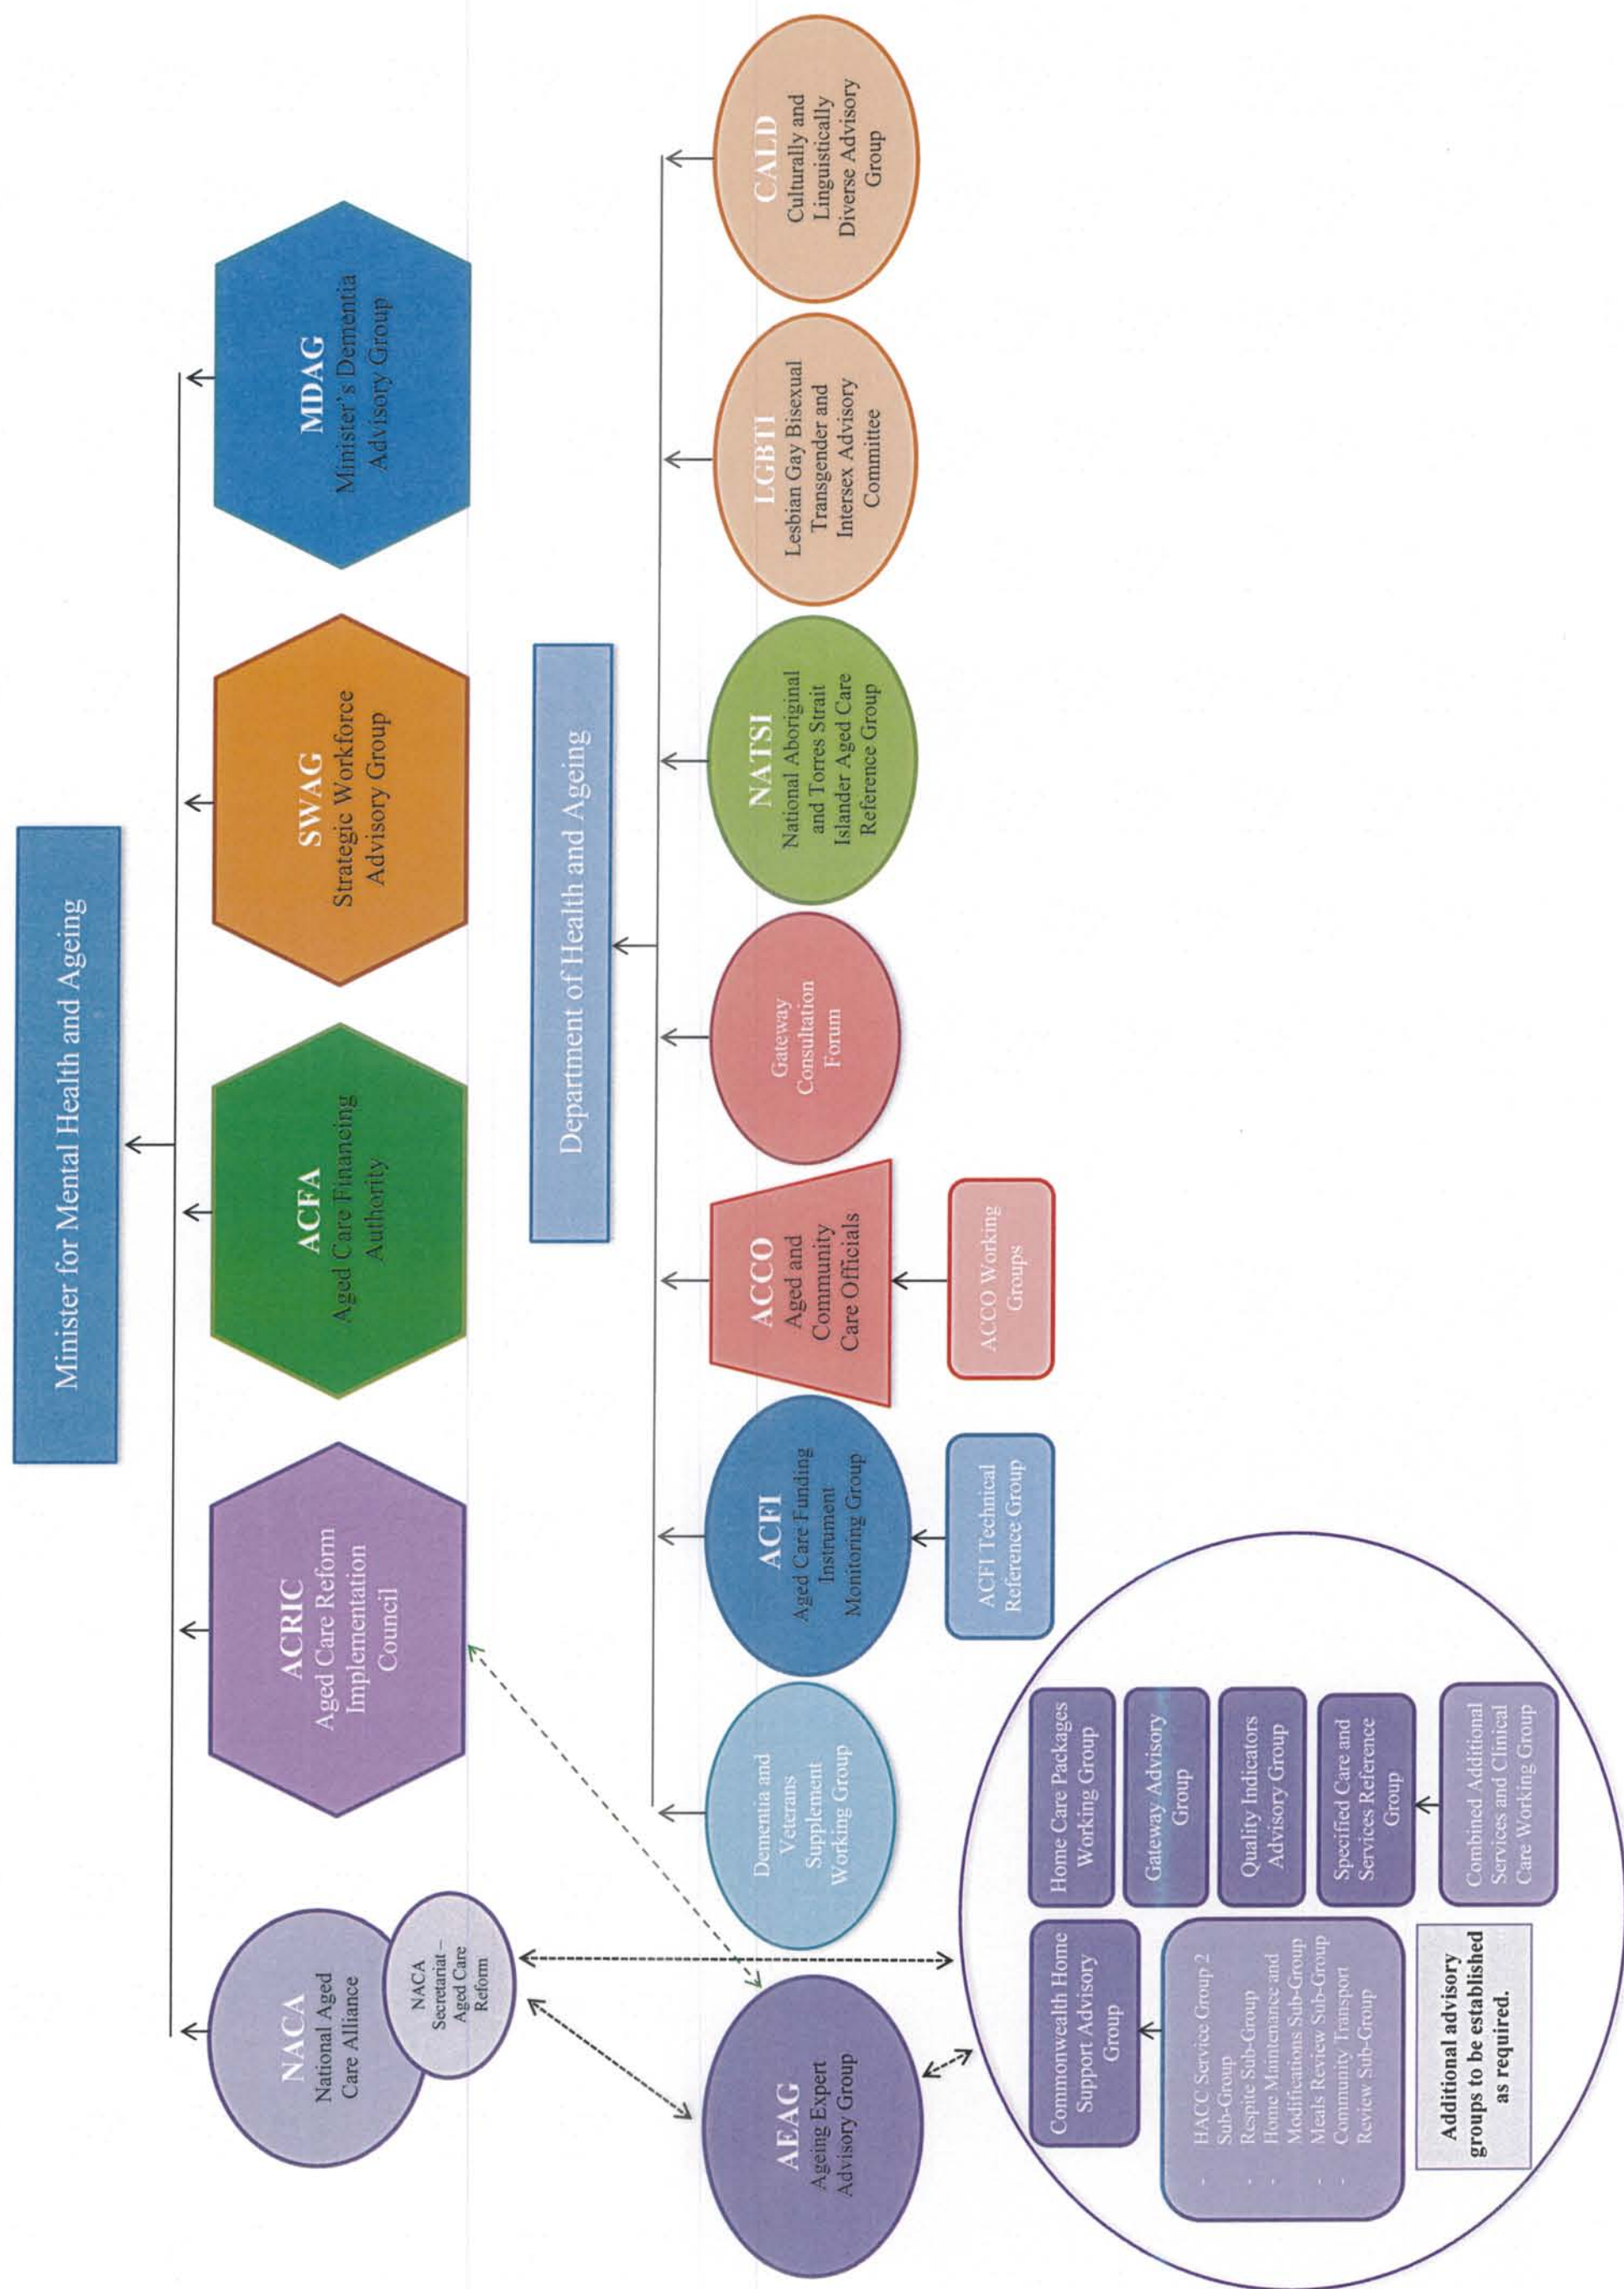 Minister for Mental Health and Ageing
NACA
National Aged
Care Alliance
NACA
Secretariat –
Aged Care
Reform
ACRIC
Aged Care Reform
Implementation
Council
ACFA
Aged Care Financing
Authority
SWAG
Strategic Workforce
Advisory Group
MDAG
Minister's Dementia
Advisory Group
Department of Health and Ageing
AEAG
Ageing Expert
Advisory Group
Dementia and
Veterans
Supplement
Working Group
ACFI
Aged Care Funding
Instrument
Monitoring Group
ACCO
Aged and
Community
Care Officials
Gateway
Consultation
Forum
NATSI
National Aboriginal
and Torres Strait
Islander Aged Care
Reference Group
LGBTI
Lesbian Gay Bisexual
Transgender and
Intersex Advisory
Committee
CALD
Culturally and
Linguistically
Diverse Advisory
Group
ACFI Technical
Reference Group
ACCO Working
Groups
Commonwealth Home
Support Advisory
Group
- HACC Service Group 2
Sub-Group
- Respite Sub-Group
- Home Maintenance and
Modifications Sub-Group
- Meals Review Sub-Group
- Community Transport
Review Sub-Group
Additional advisory
groups to be established
as required.
Home Care Packages
Working Group
Gateway Advisory
Group
Quality Indicators
Advisory Group
Specified Care and
Services Reference
Group
Combined Additional
Services and Clinical
Care Working Group